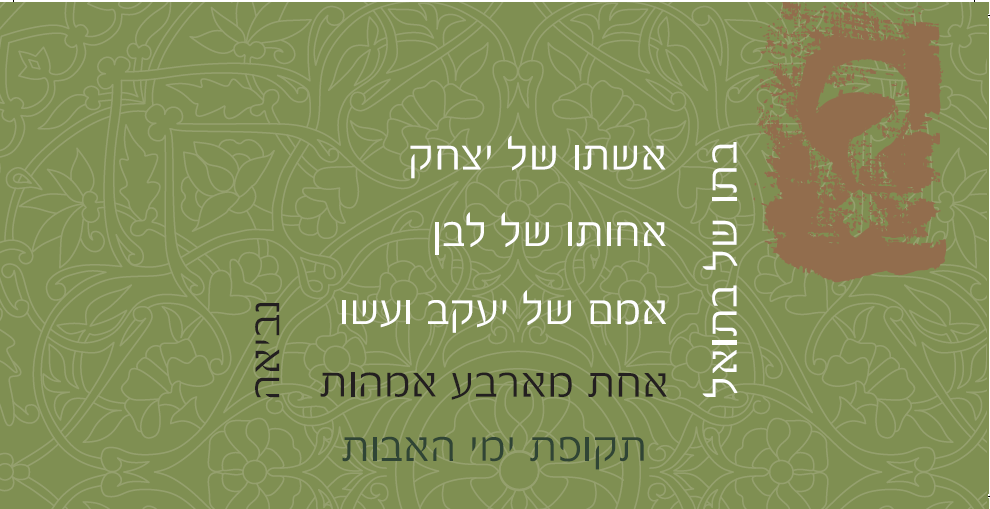 בתו של בתואל
אשתו של יצחק
אחותו של לבן
אמם של יעקב ועשו
נביאה
אחת מארבע אמהות
תקופת ימי האבות